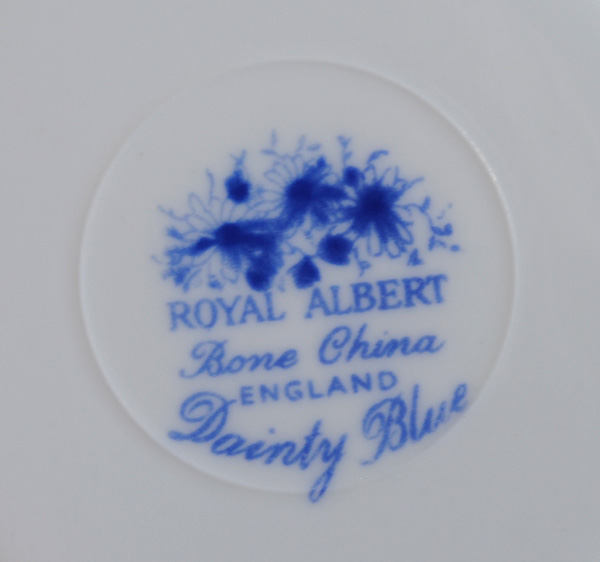 ROYAL ALBERT
Bone China
ENGLAND
Dainty Blue